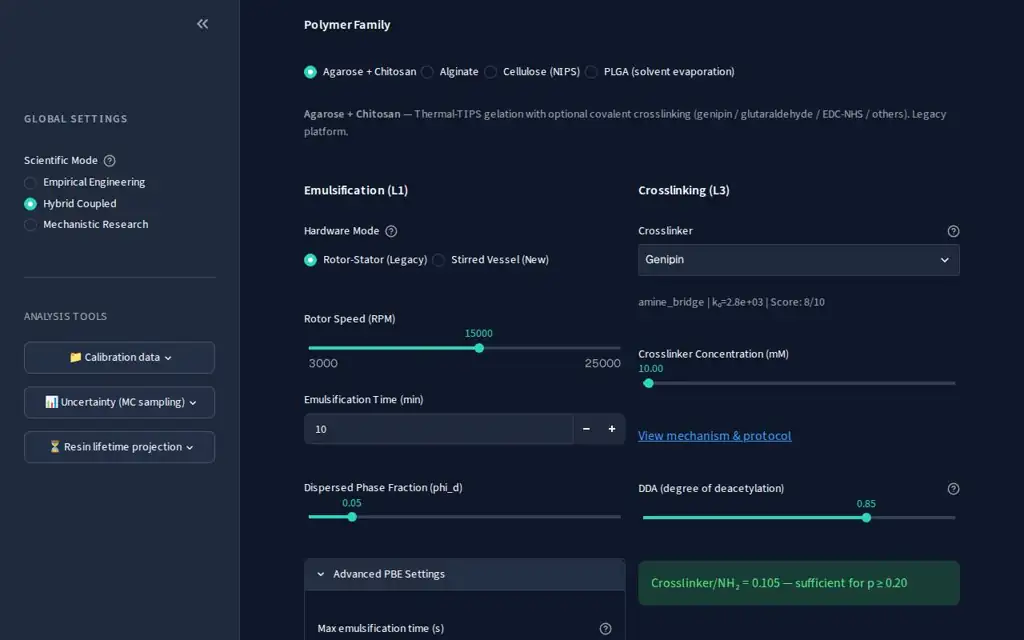 GLOBAL SETTINGS
Scientific Mode
Empirical Engineering
Hybrid Coupled
Mechanistic Research
ANALYSIS TOOLS
📁 Calibration data
📊 Uncertainty (MC sampling)
⏳ Resin lifetime projection
Polymer Family
Agarose + Chitosan Alginate Cellulose (NIPS) PLGA (solvent evaporation)
Agarose + Chitosan — Thermal-TIPS gelation with optional covalent crosslinking (genipin / glutaraldehyde / EDC-NHS / others). Legacy
platform.
Emulsification (L1)
Hardware Mode
Rotor-Stator (Legacy) Stirred Vessel (New)
Rotor Speed (RPM)
15000
3000 25000
Emulsification Time (min)
10
Dispersed Phase Fraction (phi_d)
0.05
Advanced PBE Settings
Max emulsification time (s)
Crosslinking (L3)
Crosslinker
Genipin
amine_bridge | k₀=2.8e+03 | Score: 8/10
Crosslinker Concentration (mM)
10.00
View mechanism & protocol
DDA (degree of deacetylation)
0.85
Crosslinker/NH₂ = 0.105 — sufficient for p ≥ 0.20